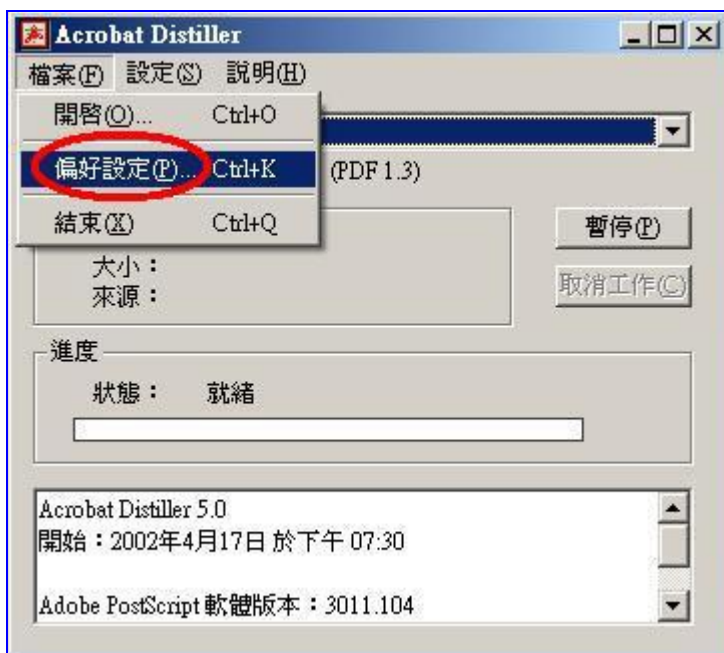 Acrobat Distiller
檔案(F) 設定(S) 說明(H)
開啓(O)... Ctrl+O
偏好設定(P)... Ctrl+K (PDF 1.3)
結束(X) Ctrl+Q
暫停(P)
大小：
取消工作(C)
來源：
進度
狀態： 就緒
Acrobat Distiller 5.0
開始：2002年4月17日 於下午 07:30
Adobe PostScript 軟體版本：3011.104